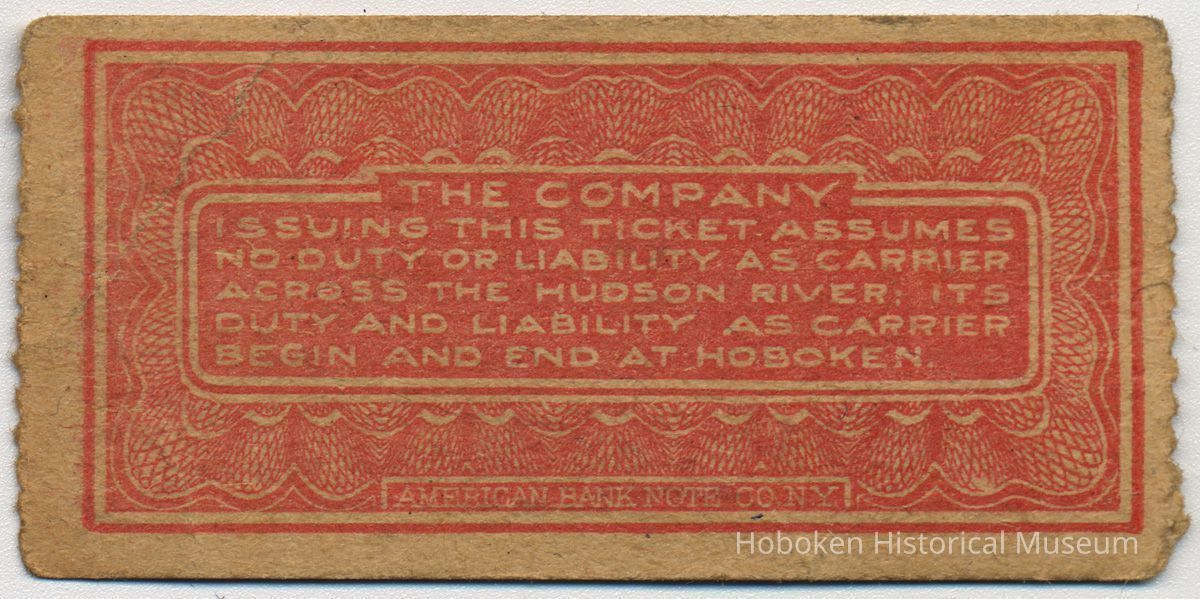 THE COMPANY
ISSUING THIS TICKET ASSUMES
NO DUTY OR LIABILITY AS CARRIER
ACROSS THE HUDSON RIVER; ITS
DUTY AND LIABILITY AS CARRIER
BEGIN AND END AT HOBOKEN.
AMERICAN BANK NOTE CO. N.Y.
Hoboken Historical Museum